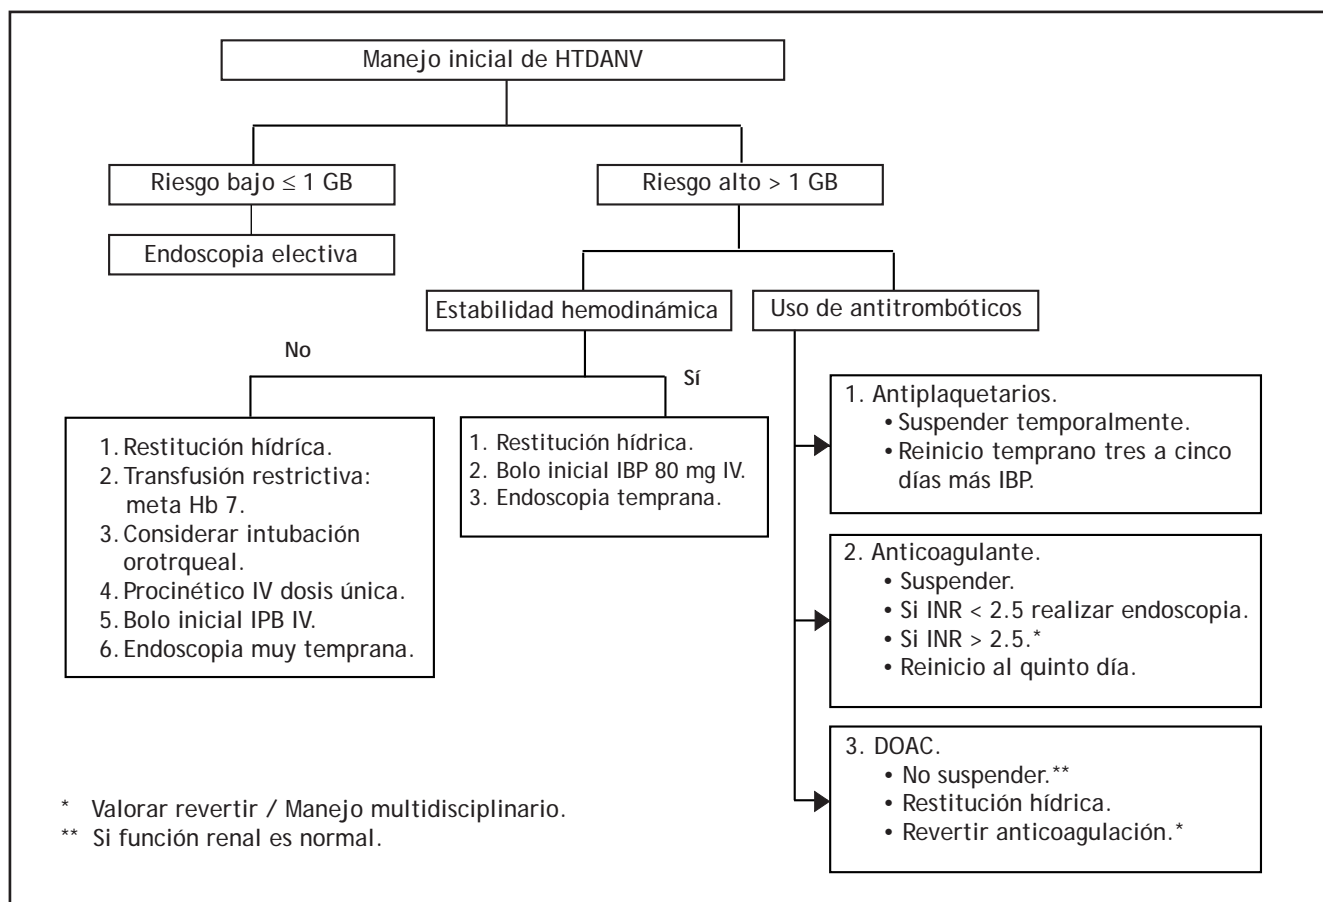 Manejo inicial de HTDANV
Riesgo bajo ≤ 1 GB
Riesgo alto > 1 GB
Endoscopia electiva
Estabilidad hemodinámica
Uso de antitrombóticos
No
Sí
1. Restitución hídríca.
2. Transfusión restrictiva:
meta Hb 7.
3. Considerar intubación
orotrqueal.
4. Procinético IV dosis única.
5. Bolo inicial IPB IV.
6. Endoscopia muy temprana.
1. Restitución hídrica.
2. Bolo inicial IBP 80 mg IV.
3. Endoscopia temprana.
1. Antiplaquetarios.
• Suspender temporalmente.
• Reinicio temprano tres a cinco
días más IBP.
2. Anticoagulante.
• Suspender.
• Si INR < 2.5 realizar endoscopia.
• Si INR > 2.5.*
• Reinicio al quinto día.
3. DOAC.
• No suspender.**
• Restitución hídrica.
• Revertir anticoagulación.*
* Valorar revertir / Manejo multidisciplinario.
** Si función renal es normal.